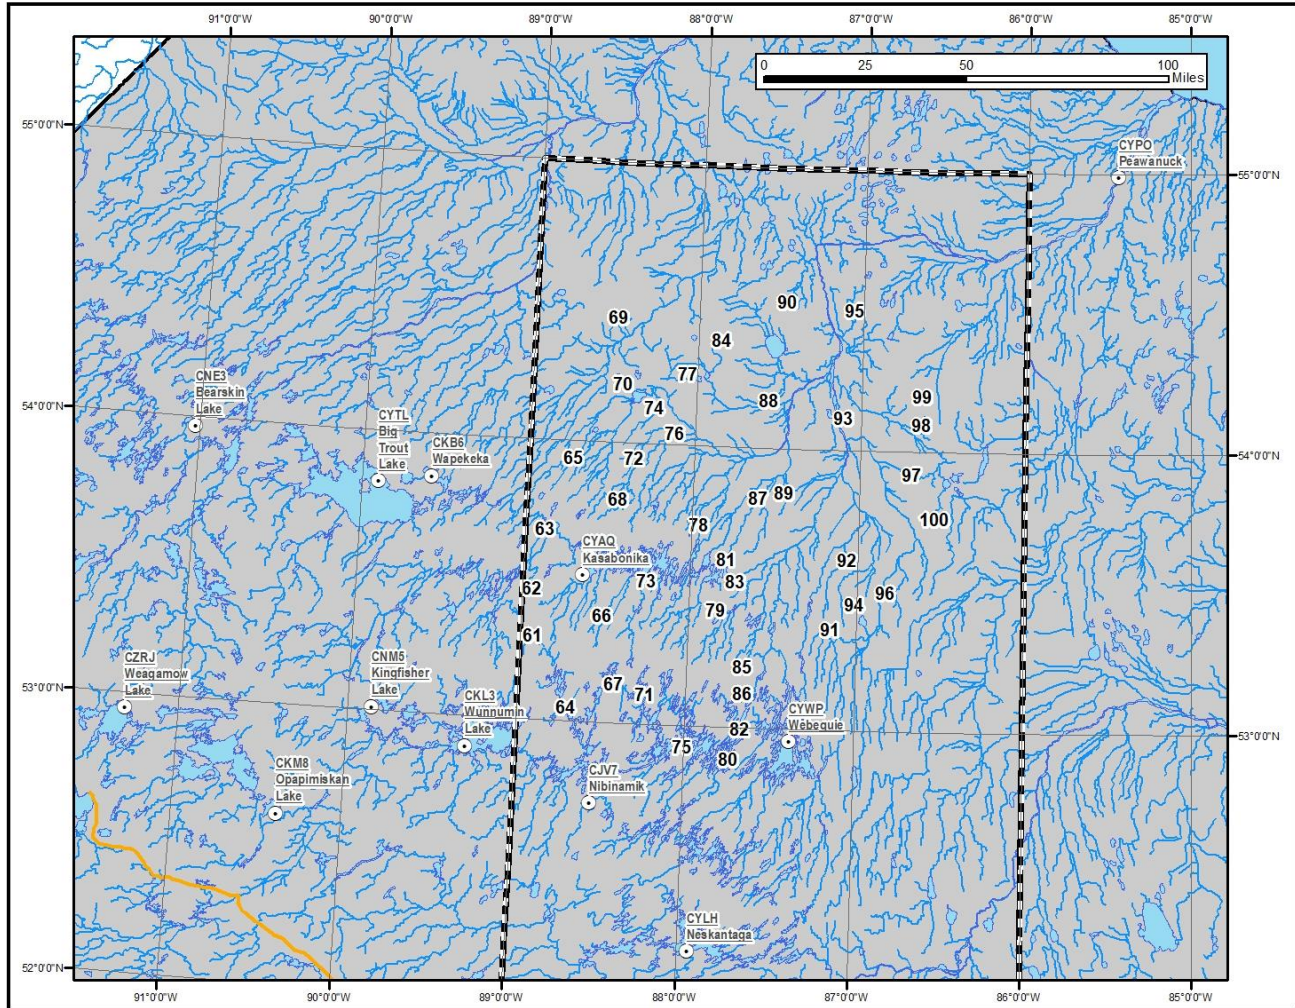 91°0'0"W 90°0'0"W 89°0'0"W 88°0'0"W 87°0'0"W 86°0'0"W 85°0'0"W
0 25 50 100
Miles
55°0'0"N
CYPO
Peawanuck
55°0'0"N
90
95
69
84
77
70
CNE3
Bearskin
Lake
99
88
54°0'0"N
74
93
98
CYTL
Big
Trout
Lake
76
CKB6
Wapekeka
65
72
54°0'0"N
97
89
87
68
100
78
63
CYAQ
Kasabonika
81
92
73
83
62
96
94
79
66
91
61
CZRJ
Weagamow
Lake
CNM5
Kingfisher
Lake
85
53°0'0"N
67
71
86
CKL3
Wunnumin
Lake
64
CYWP
Webequie
82
53°0'0"N
75
80
CKM8
Opapimiskan
Lake
CJV7
Nibinamik
CYLH
Neskantaga
52°0'0"N
91°0'0"W 90°0'0"W 89°0'0"W 88°0'0"W 87°0'0"W 86°0'0"W 85°0'0"W